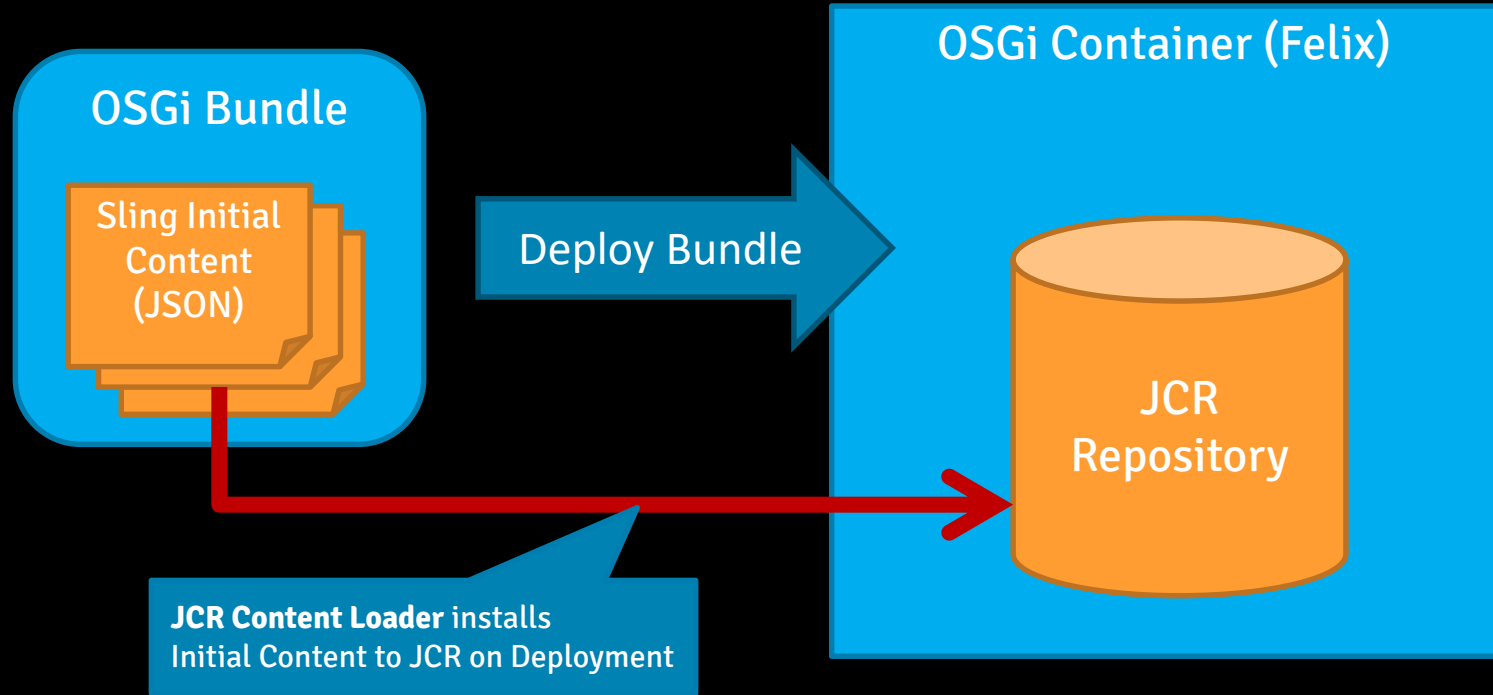 OSGi Bundle
Sling Initial
Content
(JSON)
Deploy Bundle
OSGi Container (Felix)
JCR
Repository
JCR Content Loader installs
Initial Content to JCR on Deployment